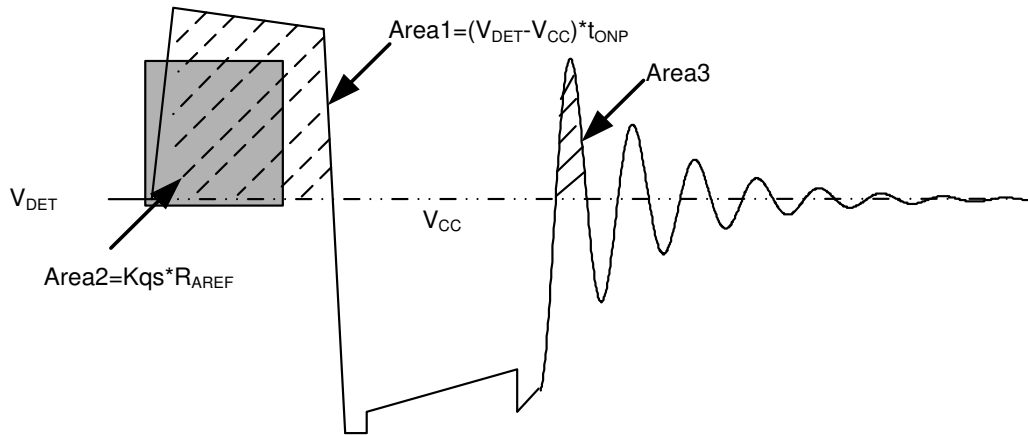 Area1=(VDET-VCC)*tONP
Area3
VDET
VCC
Area2=Kqs*RAREF